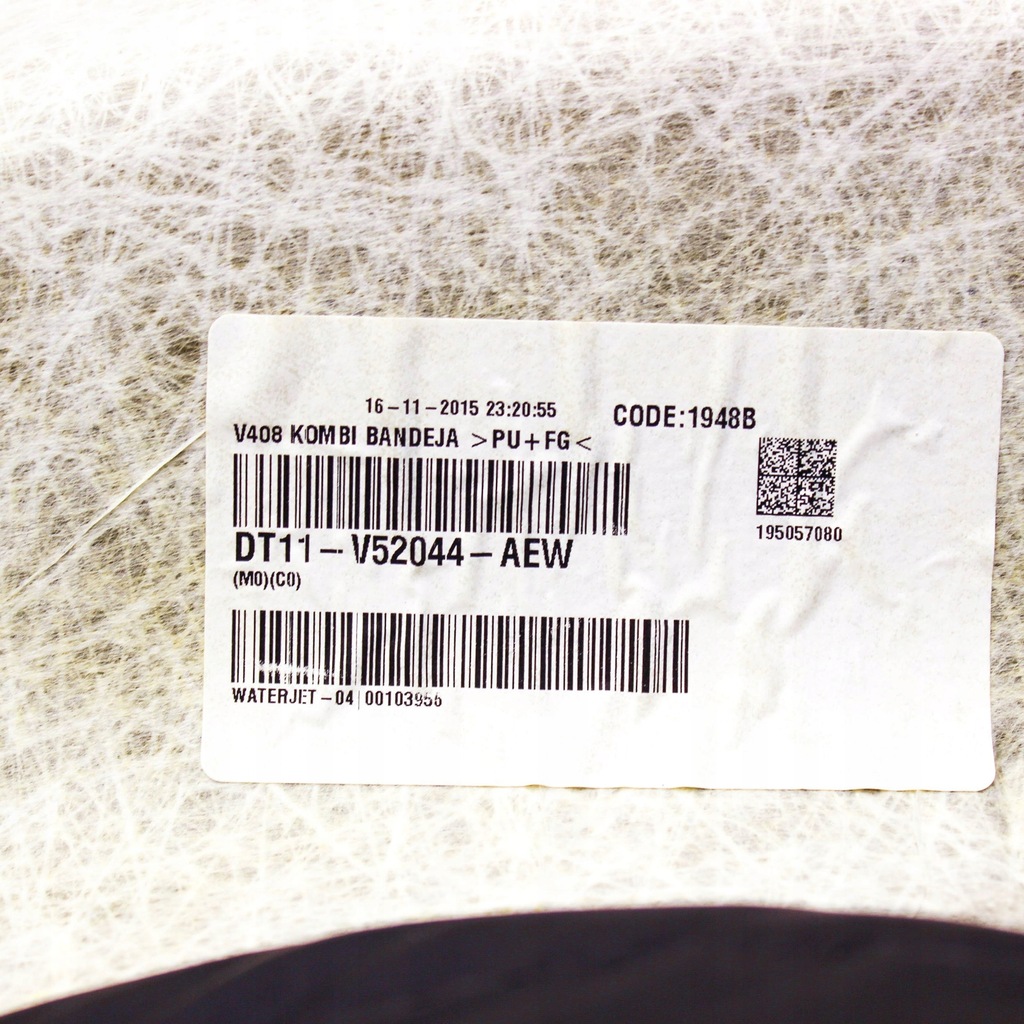 16-11-2015 23:20:55
CODE:1948B
V408 KOMBI BANDEJA >PU+FG<
195057080
DT11-V52044-AEW
(M0)(C0)
WATERJET-04 00103956